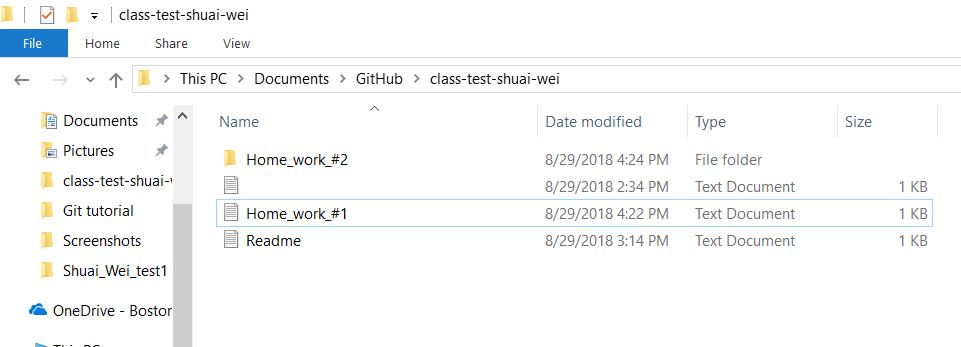 class-test-shuai-wei
File Home Share View
This PC Documents GitHub class-test-shuai-wei
Name Date modified Type Size
Documents
Pictures
class-test-shuai-w
Git tutorial
Screenshots
Shuai_Wei_test1
OneDrive - Boston
Home_work_#2 8/29/2018 4:24 PM File folder
8/29/2018 2:34 PM Text Document 1 KB
Home_work_#1 8/29/2018 4:22 PM Text Document 1 KB
Readme 8/29/2018 3:14 PM Text Document 1 KB